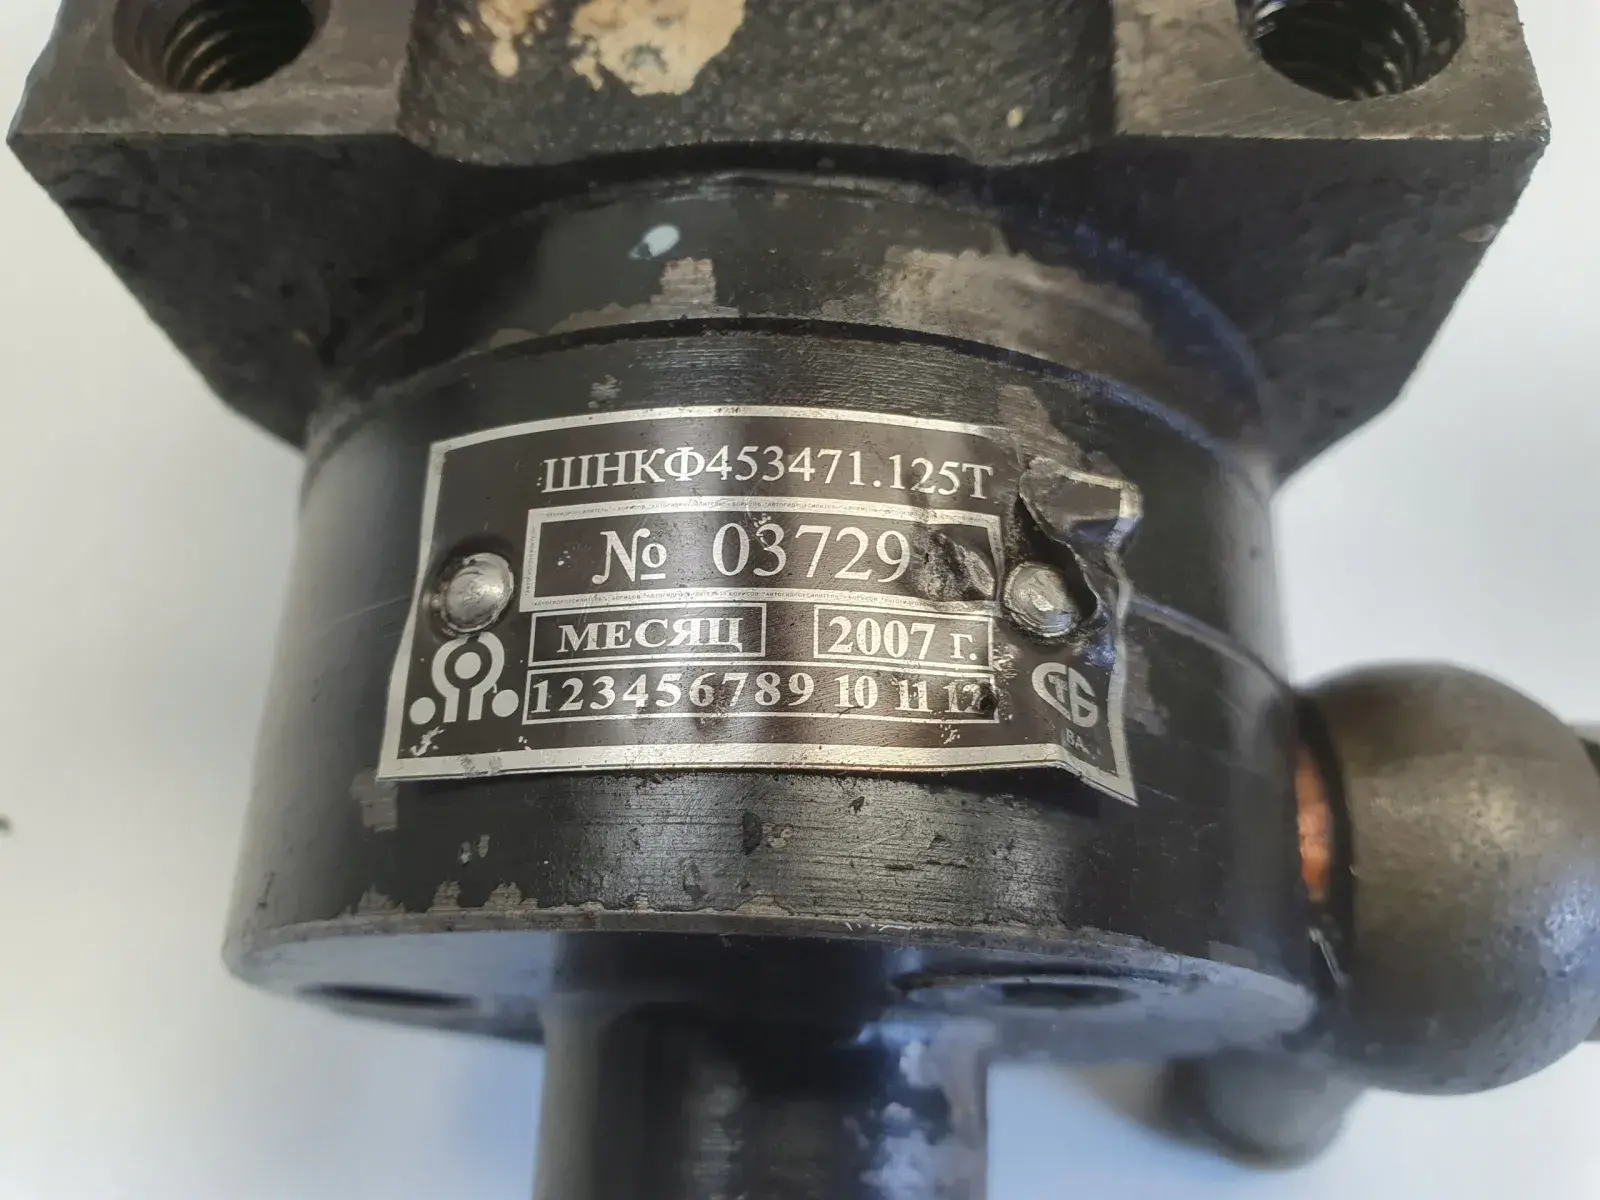 ШНКФ453471.125Т
№ 03729
МЕСЯЦ 2007 г.
1 2 3 4 5 6 7 8 9 10 11 12